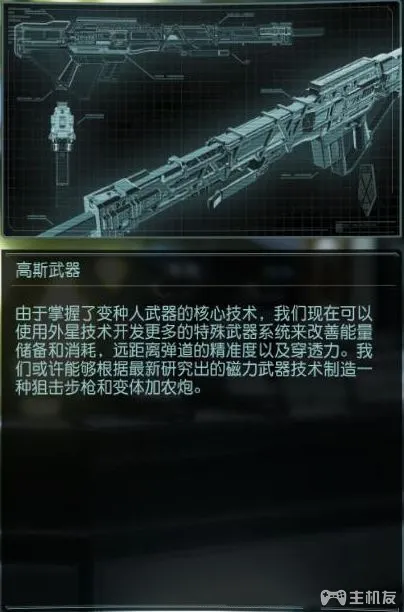 高斯武器
由于掌握了变种人武器的核心技术，我们现在可以
使用外星技术开发更多的特殊武器系统来改善能量
储备和消耗，远距离弹道的精准度以及穿透力。我
们或许能够根据最新研究出的磁力武器技术制造一
种狙击步枪和变体加农炮。
主机友